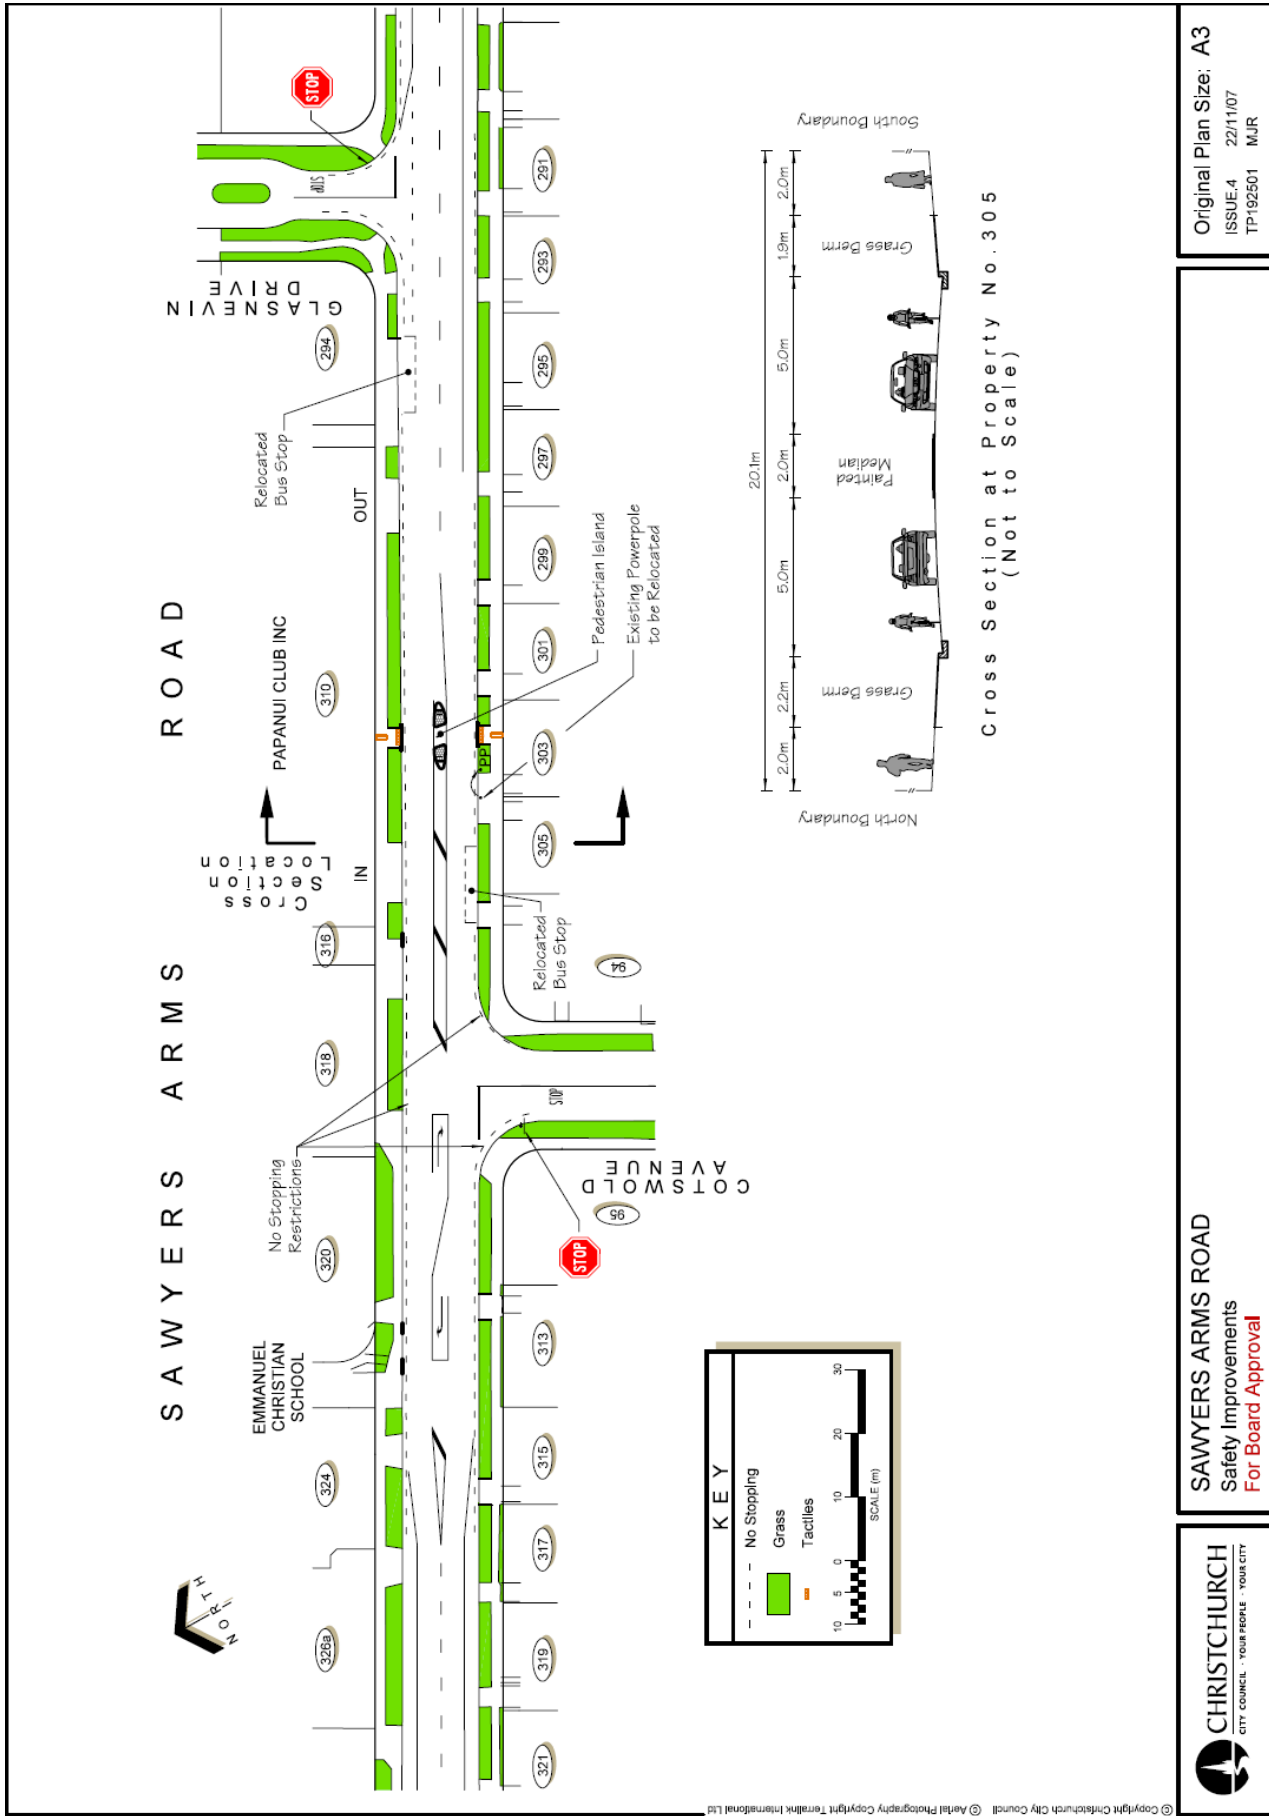 SAWYERS ARMS ROAD
NORTH
326a
324
EMMANUEL
CHRISTIAN
SCHOOL
320
No Stopping
Restrictions
318
316
Cross
Section
Location
IN
310
PAPANUI CLUB INC
OUT
Relocated
Bus Stop
294
GLASNEVIN
DRIVE
STOP
STOP
321
319
317
315
313
STOP
95
COTSWOLD
AVENUE
STOP
94
Relocated
Bus Stop
305
PP
303
301
299
297
295
293
291
Pedestrian Island
Existing Powerpole
to be Relocated
KEY
No Stopping
Grass
Tactiles
10 5 0 10 20 30
SCALE (m)
20.1m
2.0m 2.2m 5.0m 2.0m 5.0m 1.9m 2.0m
North Boundary
Grass Berm
Painted
Median
Grass Berm
South Boundary
Cross Section at Property No.305
(Not to Scale)
© Aerial Photography Copyright Terralink International Ltd
© Copyright Christchurch City Council
CHRISTCHURCH
CITY COUNCIL · YOUR PEOPLE · YOUR CITY
SAWYERS ARMS ROAD
Safety Improvements
For Board Approval
Original Plan Size: A3
ISSUE.4 22/11/07
TP192501 MJR